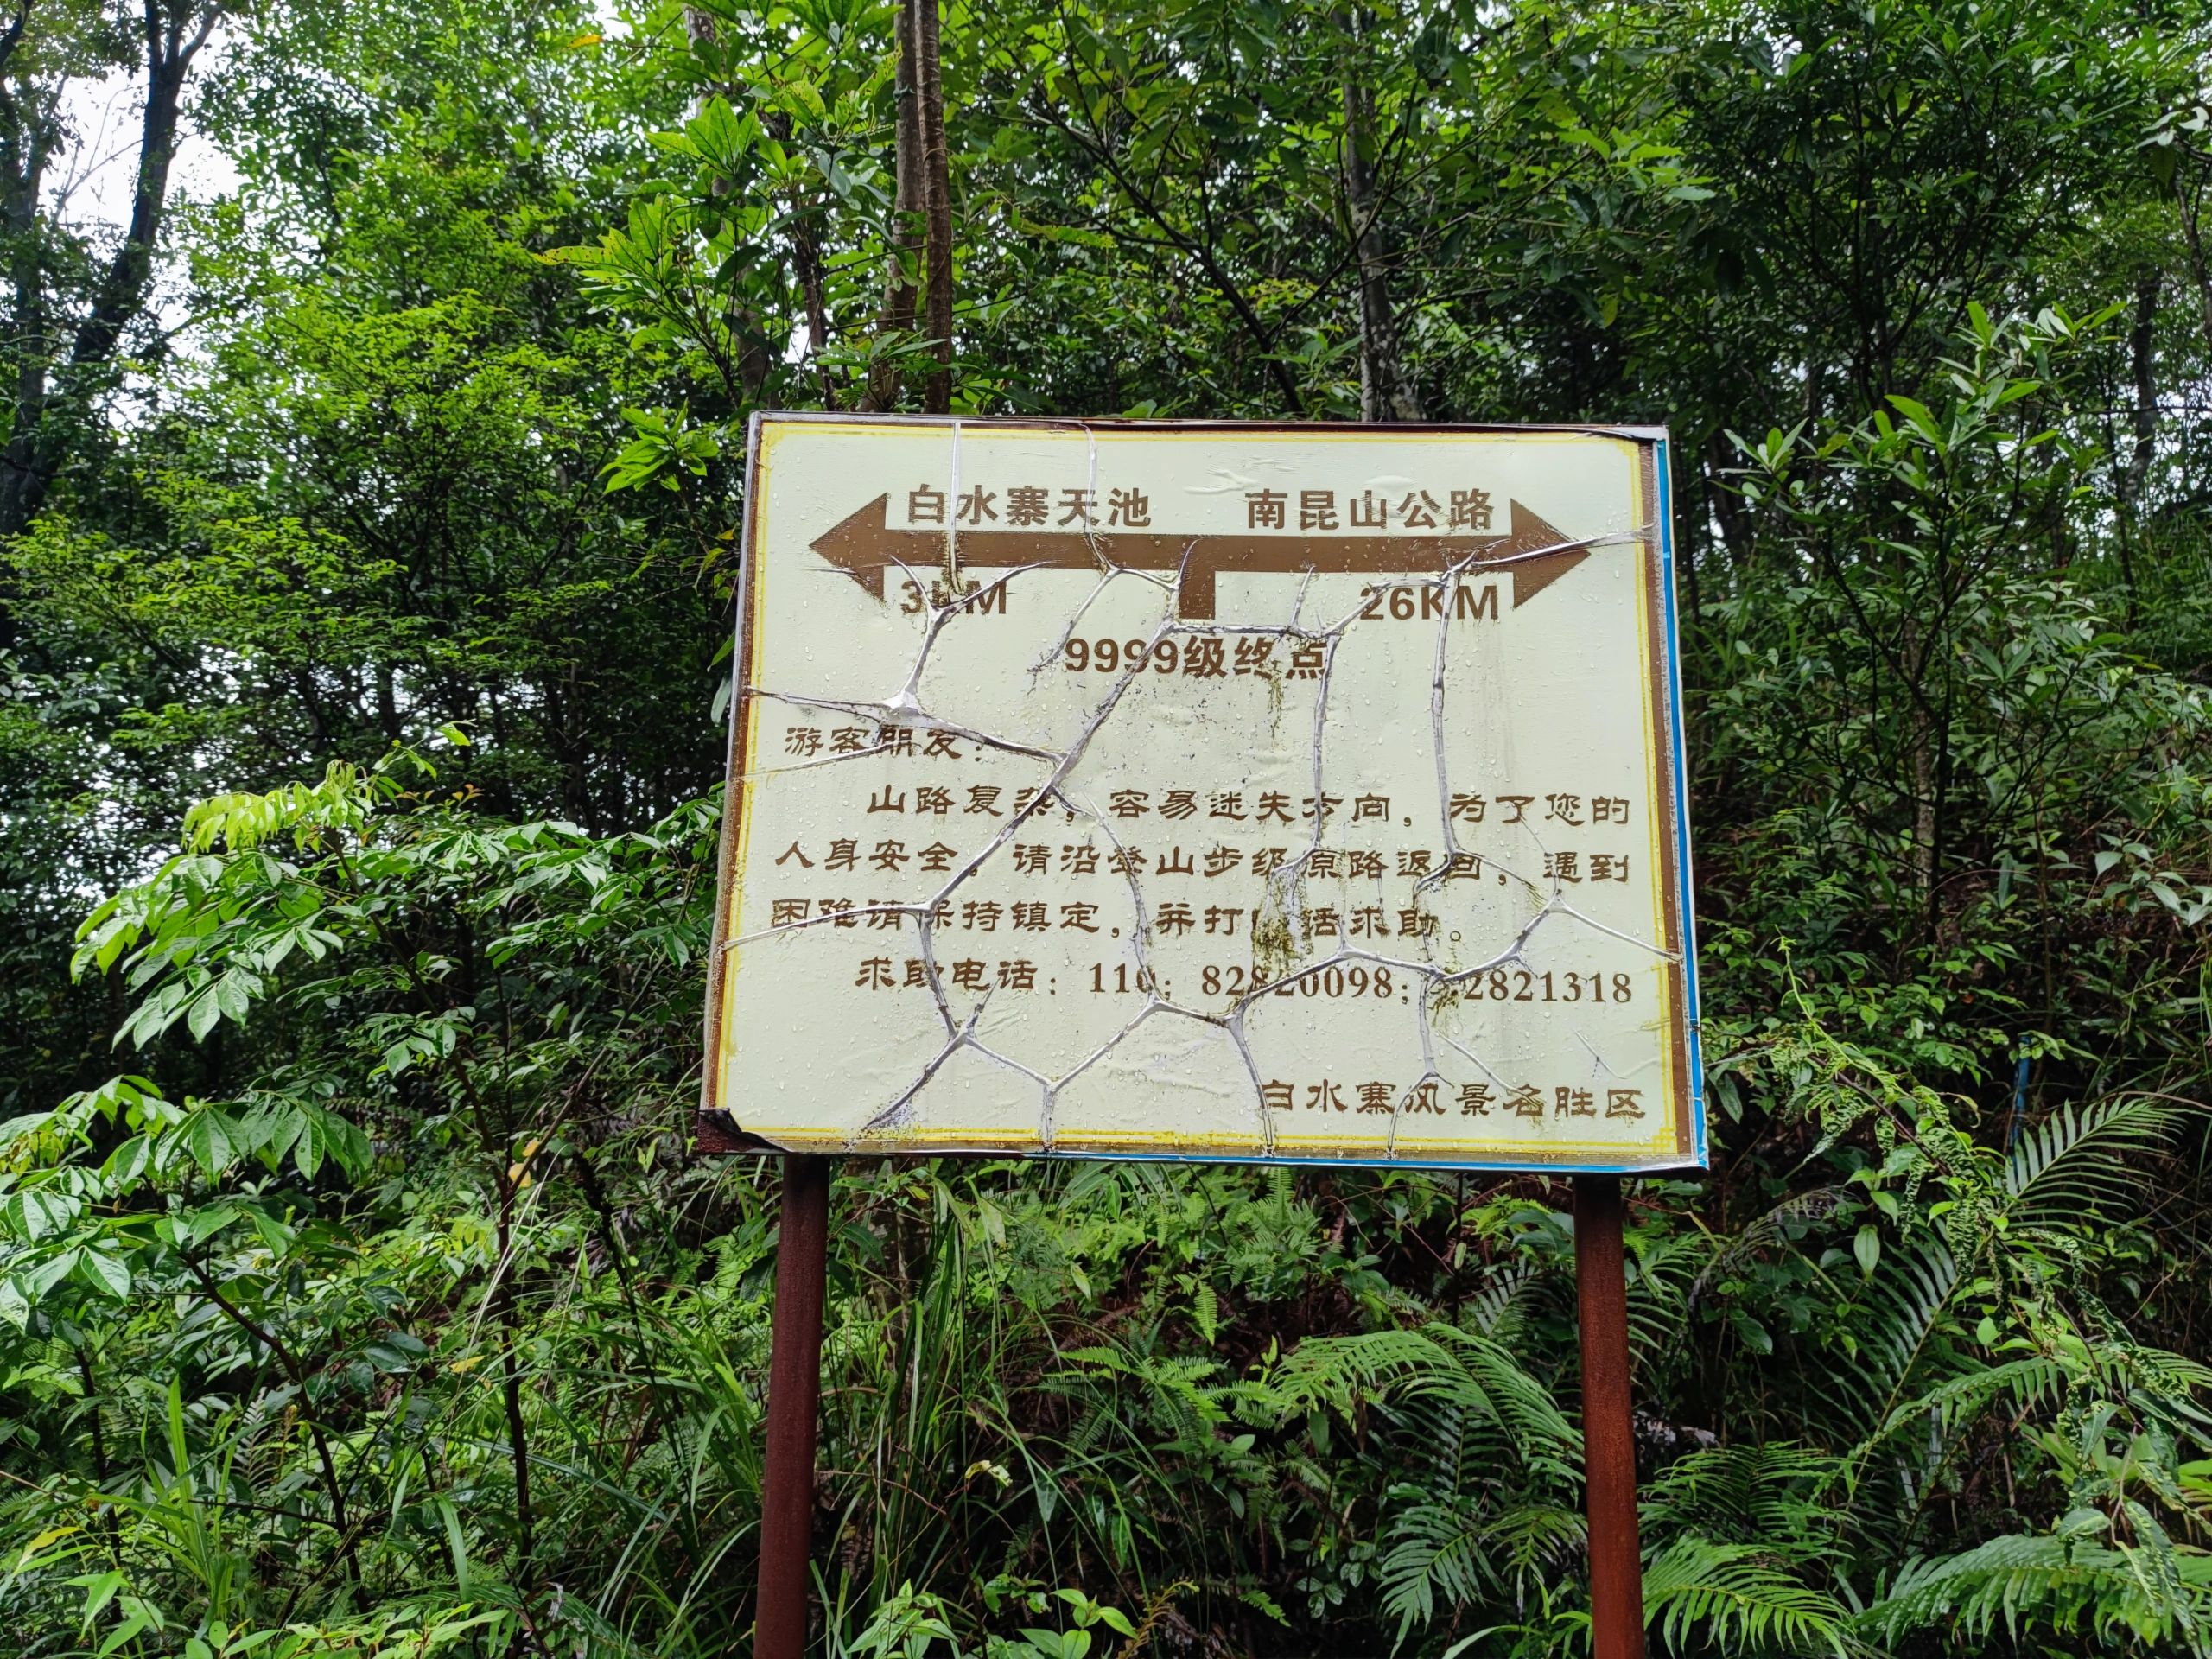 白水寨天池 南昆山公路
3KM 26KM
9999级终点
游客朋友：
山路复杂，容易迷失方向，为了您的
人身安全，请沿登山步级原路返回，遇到
困难请保持镇定，并打电话求助。
求助电话：110；82820098；82821318
白水寨风景名胜区